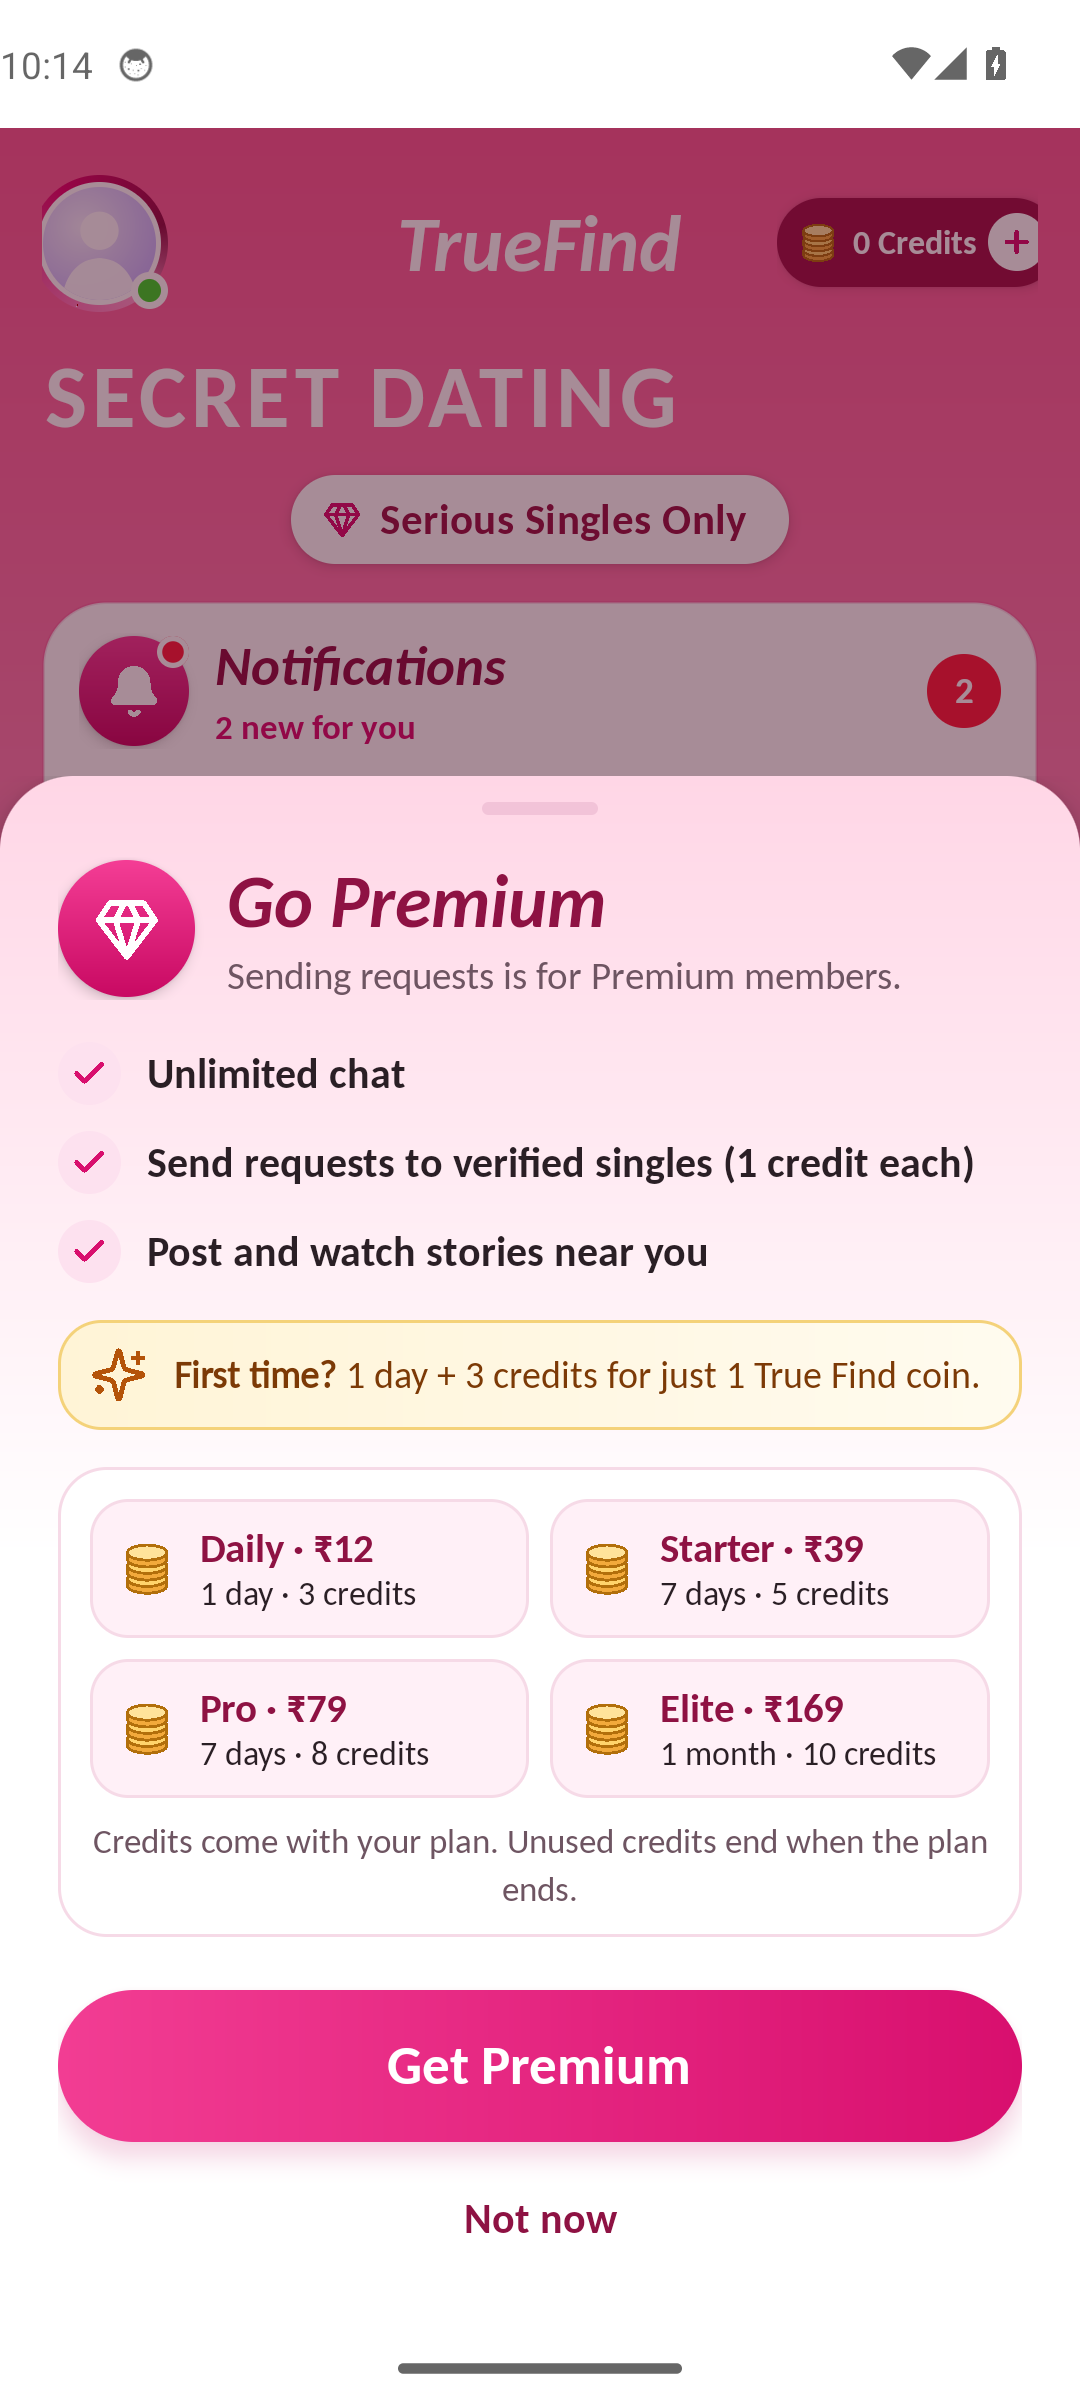 10:14
TrueFind
0 Credits
SECRET DATING
Serious Singles Only
Notifications
2 new for you
2
Go Premium
Sending requests is for Premium members.
Unlimited chat
Send requests to verified singles (1 credit each)
Post and watch stories near you
First time? 1 day + 3 credits for just 1 True Find coin.
Daily · ₹12
1 day · 3 credits
Starter · ₹39
7 days · 5 credits
Pro · ₹79
7 days · 8 credits
Elite · ₹169
1 month · 10 credits
Credits come with your plan. Unused credits end when the plan
ends.
Get Premium
Not now